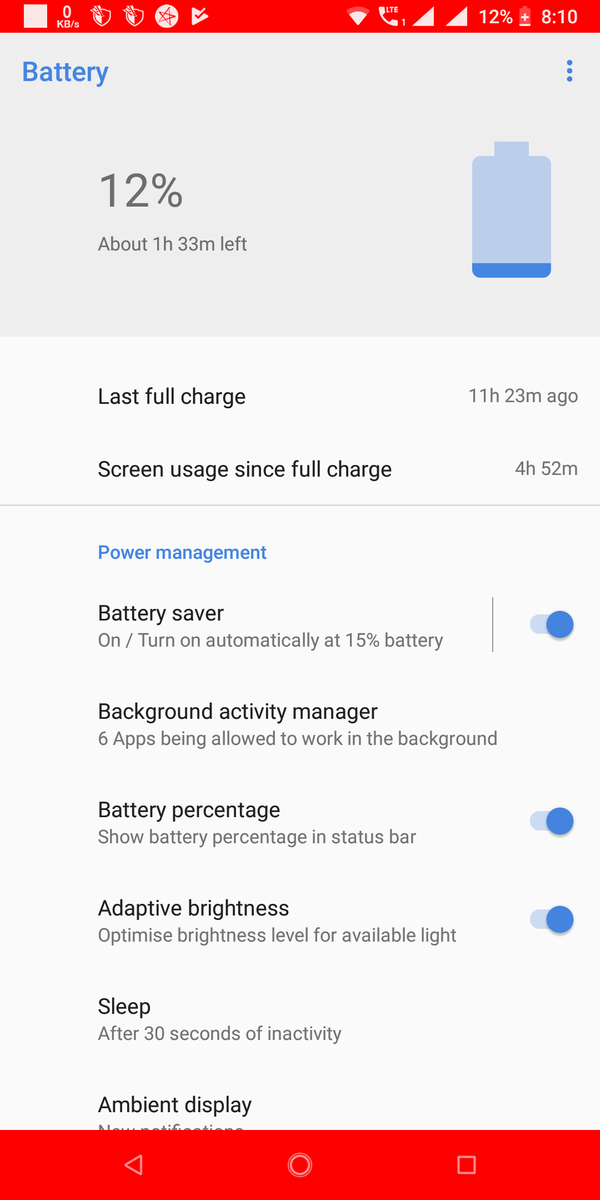 0
KB/s
LTE
1
12%
8:10
Battery
12%
About 1h 33m left
Last full charge
11h 23m ago
Screen usage since full charge
4h 52m
Power management
Battery saver
On / Turn on automatically at 15% battery
Background activity manager
6 Apps being allowed to work in the background
Battery percentage
Show battery percentage in status bar
Adaptive brightness
Optimise brightness level for available light
Sleep
After 30 seconds of inactivity
Ambient display
New notifications